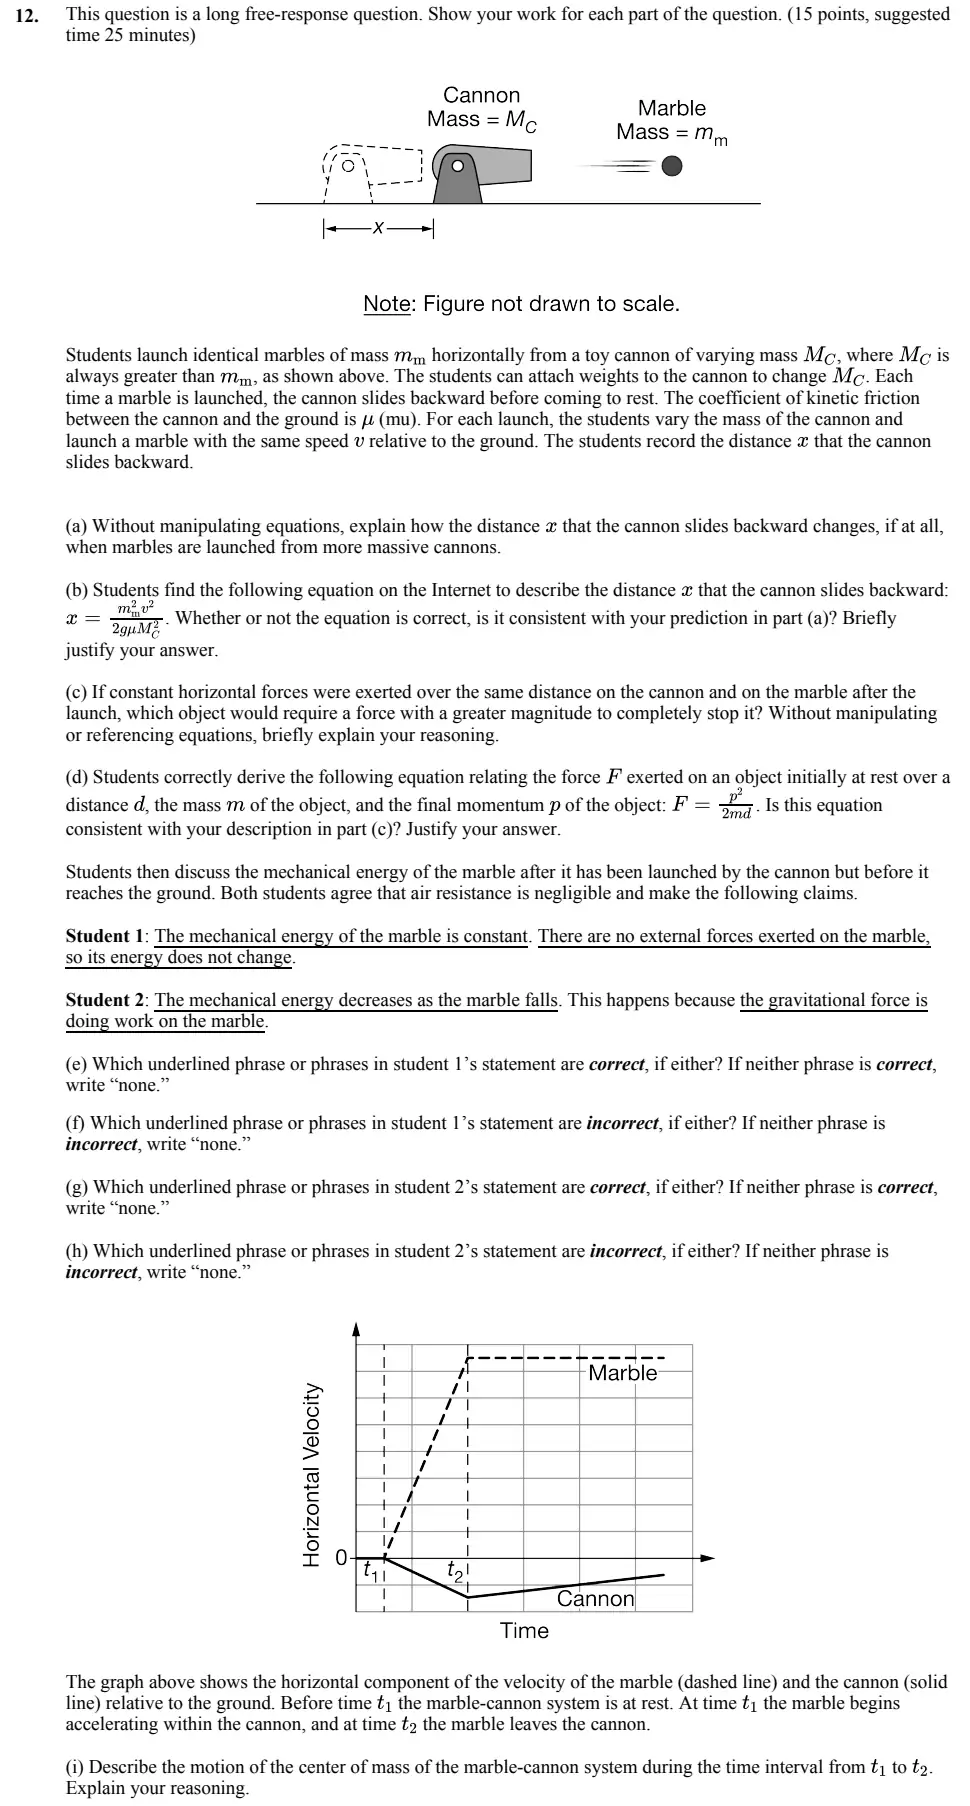 12. This question is a long free-response question. Show your work for each part of the question. (15 points, suggested
time 25 minutes)
Cannon
Mass = M_C
Marble
Mass = m_m
x
Note: Figure not drawn to scale.
Students launch identical marbles of mass m_m horizontally from a toy cannon of varying mass M_C, where M_C is
always greater than m_m, as shown above. The students can attach weights to the cannon to change M_C. Each
time a marble is launched, the cannon slides backward before coming to rest. The coefficient of kinetic friction
between the cannon and the ground is μ (mu). For each launch, the students vary the mass of the cannon and
launch a marble with the same speed v relative to the ground. The students record the distance x that the cannon
slides backward.
(a) Without manipulating equations, explain how the distance x that the cannon slides backward changes, if at all,
when marbles are launched from more massive cannons.
(b) Students find the following equation on the Internet to describe the distance x that the cannon slides backward:
x = \frac{m_m^2 v^2}{2gμM_C^2}. Whether or not the equation is correct, is it consistent with your prediction in part (a)? Briefly
justify your answer.
(c) If constant horizontal forces were exerted over the same distance on the cannon and on the marble after the
launch, which object would require a force with a greater magnitude to completely stop it? Without manipulating
or referencing equations, briefly explain your reasoning.
(d) Students correctly derive the following equation relating the force F exerted on an object initially at rest over a
distance d, the mass m of the object, and the final momentum p of the object: F = \frac{p^2}{2md}. Is this equation
consistent with your description in part (c)? Justify your answer.
Students then discuss the mechanical energy of the marble after it has been launched by the cannon but before it
reaches the ground. Both students agree that air resistance is negligible and make the following claims.
Student 1: The mechanical energy of the marble is constant. There are no external forces exerted on the marble,
so its energy does not change.
Student 2: The mechanical energy decreases as the marble falls. This happens because the gravitational force is
doing work on the marble.
(e) Which underlined phrase or phrases in student 1's statement are correct, if either? If neither phrase is correct,
write “none.”
(f) Which underlined phrase or phrases in student 1's statement are incorrect, if either? If neither phrase is
incorrect, write “none.”
(g) Which underlined phrase or phrases in student 2's statement are correct, if either? If neither phrase is correct,
write “none.”
(h) Which underlined phrase or phrases in student 2's statement are incorrect, if either? If neither phrase is
incorrect, write “none.”
Horizontal Velocity
Marble
0
t_1
t_2
Cannon
Time
The graph above shows the horizontal component of the velocity of the marble (dashed line) and the cannon (solid
line) relative to the ground. Before time t_1 the marble-cannon system is at rest. At time t_1 the marble begins
accelerating within the cannon, and at time t_2 the marble leaves the cannon.
(i) Describe the motion of the center of mass of the marble-cannon system during the time interval from t_1 to t_2.
Explain your reasoning.